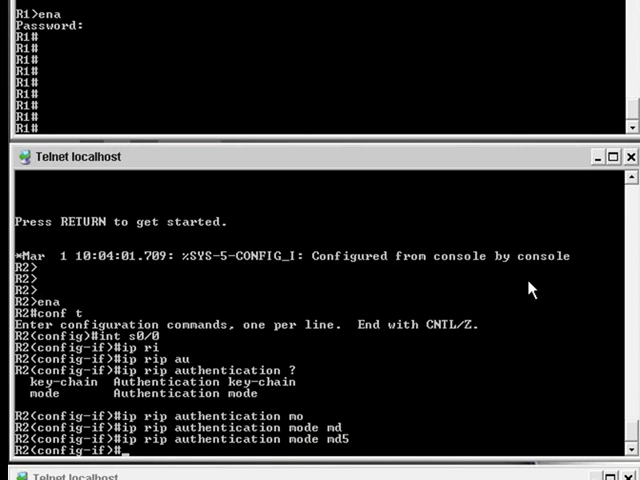 R1>ena
Password:
R1#
R1#
R1#
R1#
R1#
R1#
R1#
R1#
R1#
Telnet localhost
Press RETURN to get started.
*Mar  1 10:04:01.709: %SYS-5-CONFIG_I: Configured from console by console
R2>
R2>
R2>
R2>ena
R2#conf t
Enter configuration commands, one per line.  End with CNTL/Z.
R2(config)#int s0/0
R2(config-if)#ip ri
R2(config-if)#ip rip au
R2(config-if)#ip rip authentication ?
  key-chain  Authentication key-chain
  mode       Authentication mode
R2(config-if)#ip rip authentication mo
R2(config-if)#ip rip authentication mode md
R2(config-if)#ip rip authentication mode md5
R2(config-if)#_
Telnet localhost